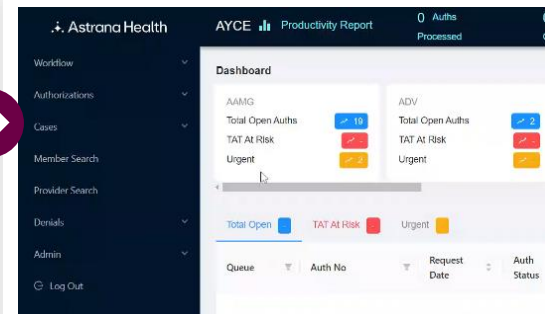 Astrana Health
AYCE Productivity Report
0 Auths
Processed
Workflow
Authorizations
Cases
Member Search
Provider Search
Denials
Admin
Log Out
Dashboard
AAMG
Total Open Auths 19
TAT At Risk -
Urgent 2
ADV
Total Open Auths 2
TAT At Risk -
Urgent -
Total Open - TAT At Risk - Urgent -
Queue Auth No Request Date Auth Status